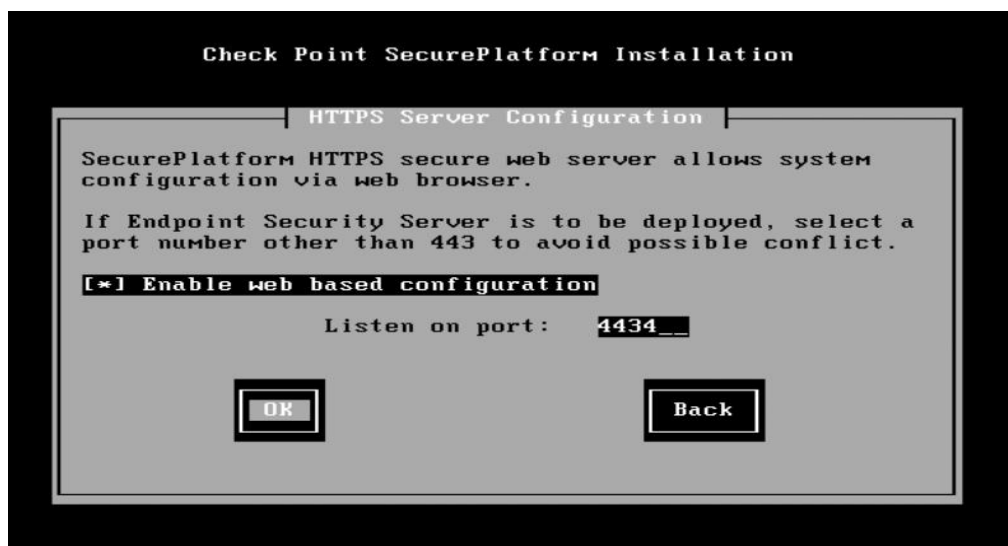 Check Point SecurePlatform Installation
HTTPS Server Configuration
SecurePlatform HTTPS secure web server allows system
configuration via web browser.
If Endpoint Security Server is to be deployed, select a
port number other than 443 to avoid possible conflict.
[*] Enable web based configuration
Listen on port: 4434__
OK Back